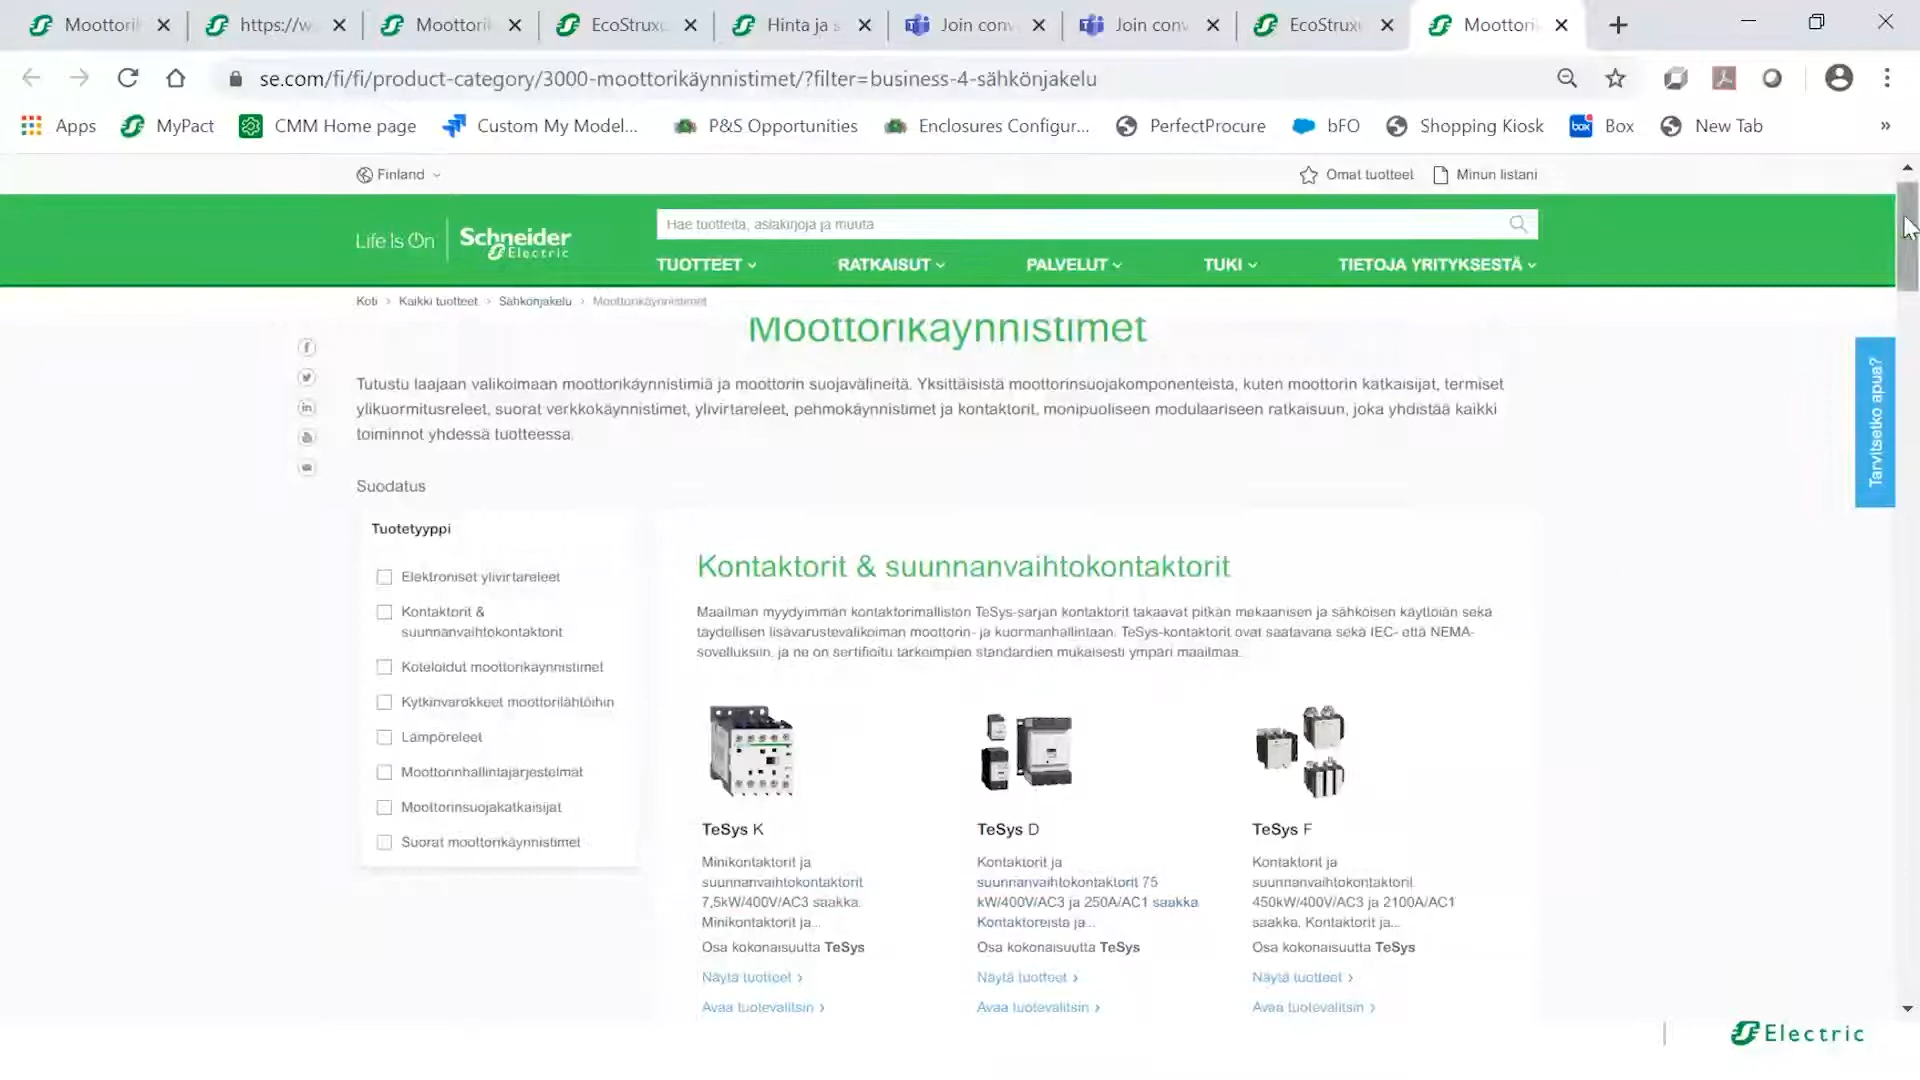 Moottori
https://w
Moottori
EcoStrux
Hinta ja s
Join conv
Join conv
EcoStrux
Moottori
se.com/fi/fi/product-category/3000-moottorikäynnistimet/?filter=business-4-sähkönjakelu
Apps MyPact CMM Home page Custom My Model... P&S Opportunities Enclosures Configur... PerfectProcure bFO Shopping Kiosk box Box New Tab »
Finland Omat tuotteet Minun listani
Life Is On Schneider Electric
Hae tuotteita, asiakirjoja ja muuta
TUOTTEET RATKAISUT PALVELUT TUKI TIETOJA YRITYKSESTÄ
Koti > Kaikki tuotteet > Sähkönjakelu > Moottorikäynnistimet
Moottorikäynnistimet
Tutustu laajaan valikoimaan moottorikäynnistimiä ja moottorin suojavälineitä. Yksittäisistä moottorinsuojakomponenteista, kuten moottorin katkaisijat, termiset
ylikuormitusreleet, suorat verkkokäynnistimet, ylivirtareleet, pehmokäynnistimet ja kontaktorit, monipuoliseen modulaariseen ratkaisuun, joka yhdistää kaikki
toiminnot yhdessä tuotteessa.
Tarvitsetko apua?
Suodatus
Tuotetyyppi
Elektroniset ylivirtareleet
Kontaktorit &
suunnanvaihtokontaktorit
Koteloidut moottorikäynnistimet
Kytkinvarokkeet moottorilähtöihin
Lämpöreleet
Moottorinhallintajärjestelmät
Moottorinsuojakatkaisijat
Suorat moottorikäynnistimet
Kontaktorit & suunnanvaihtokontaktorit
Maailman myydyimmän kontaktorimalliston TeSys-sarjan kontaktorit takaavat pitkän mekaanisen ja sähköisen käyttöiän sekä
täydellisen lisävarustevalikoiman moottorin- ja kuormanhallintaan. TeSys-kontaktorit ovat saatavana sekä IEC- että NEMA-
sovelluksiin, ja ne on sertifioitu tärkeimpien standardien mukaisesti ympäri maailmaa.
TeSys K
Minikontaktorit ja
suunnanvaihtokontaktorit
7,5kW/400V/AC3 saakka.
Minikontaktorit ja...
Osa kokonaisuutta TeSys
Näytä tuotteet >
Avaa tuotevalitsin >
TeSys D
Kontaktorit ja
suunnanvaihtokontaktorit 75
kW/400V/AC3 ja 250A/AC1 saakka
Kontaktoreista ja...
Osa kokonaisuutta TeSys
Näytä tuotteet >
Avaa tuotevalitsin >
TeSys F
Kontaktorit ja
suunnanvaihtokontaktorit
450kW/400V/AC3 ja 2100A/AC1
saakka. Kontaktorit ja...
Osa kokonaisuutta TeSys
Näytä tuotteet >
Avaa tuotevalitsin >
Electric